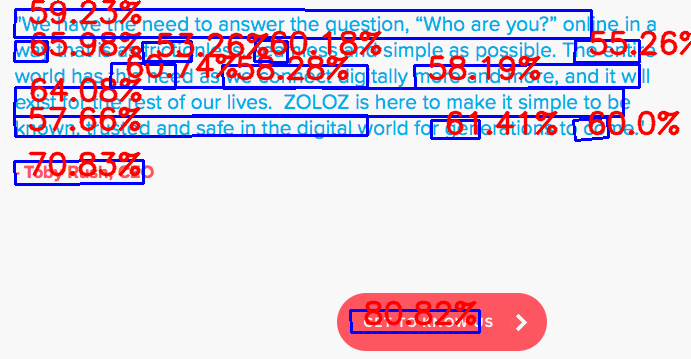 59.23%
"We have the need to answer the question, “Who are you?” online in a
65.98% 53.26% 60.18% 55.26%
way that is as frictionless, seamless, and simple as possible. The entire
60.74% 58.28% 58.19%
world has the need as we connect digitally more and more, and it will
64.08%
exist for the rest of our lives.  ZOLOZ is here to make it simple to be
57.66% 61.41% 60.0%
known, trusted and safe in the digital world for generations to come."
70.83%
- Toby Rush, CEO
80.82%
GET TO KNOW US